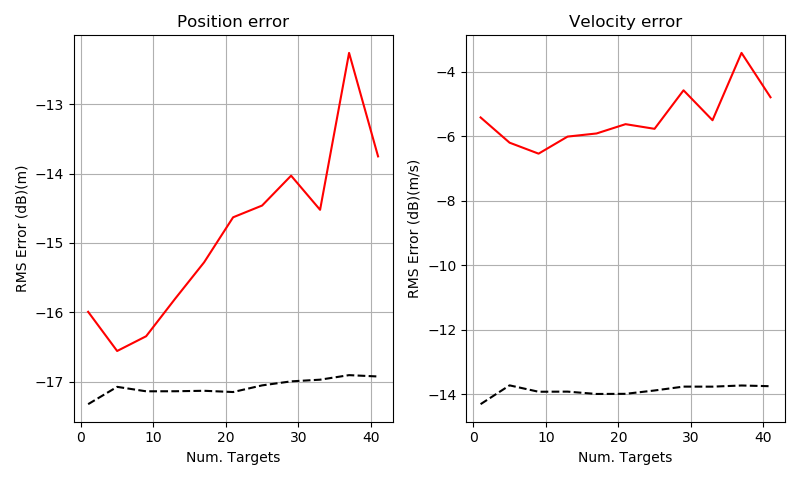 Position error
RMS Error (dB)(m)
−13
−14
−15
−16
−17
0 10 20 30 40
Num. Targets
Velocity error
RMS Error (dB)(m/s)
−4
−6
−8
−10
−12
−14
0 10 20 30 40
Num. Targets